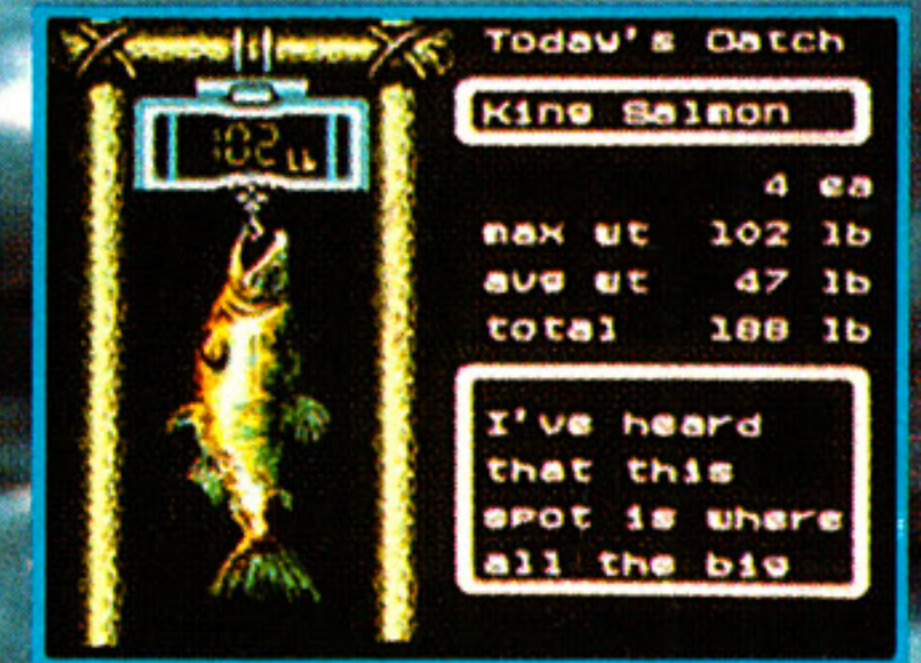 Today's Catch
102 Lb
King Salmon
4 ea
max wt 102 lb
avg wt 47 lb
total 188 lb
I've heard
that this
spot is where
all the big